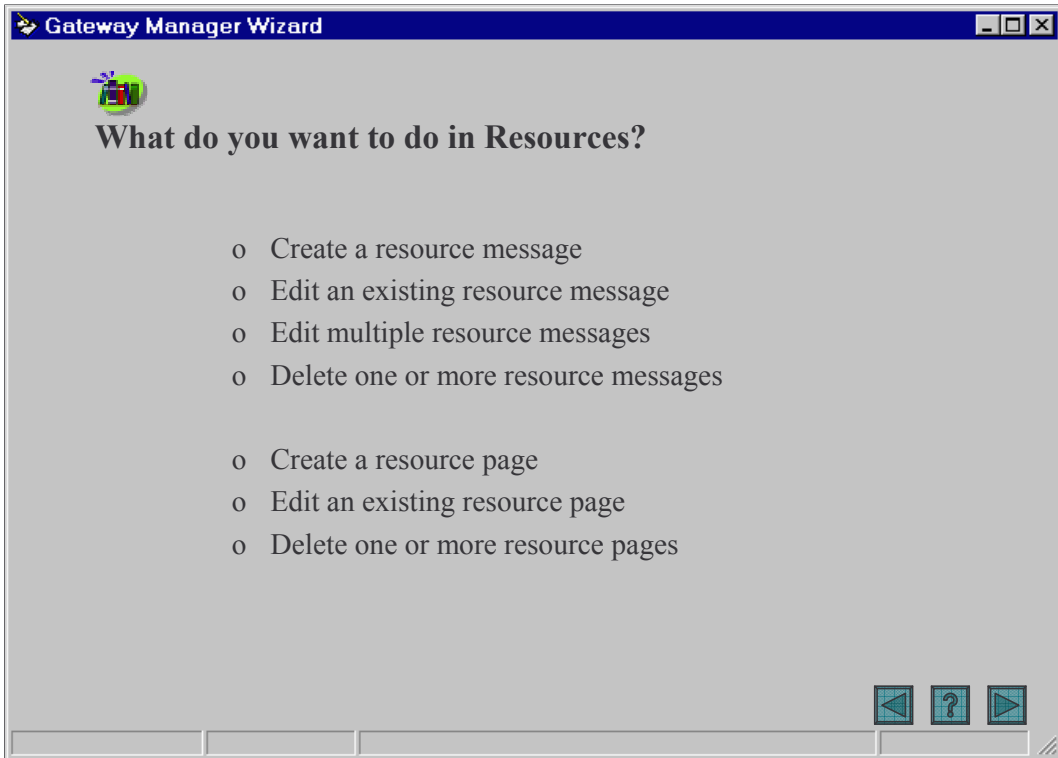 Gateway Manager Wizard
What do you want to do in Resources?
o Create a resource message
o Edit an existing resource message
o Edit multiple resource messages
o Delete one or more resource messages
o Create a resource page
o Edit an existing resource page
o Delete one or more resource pages
?